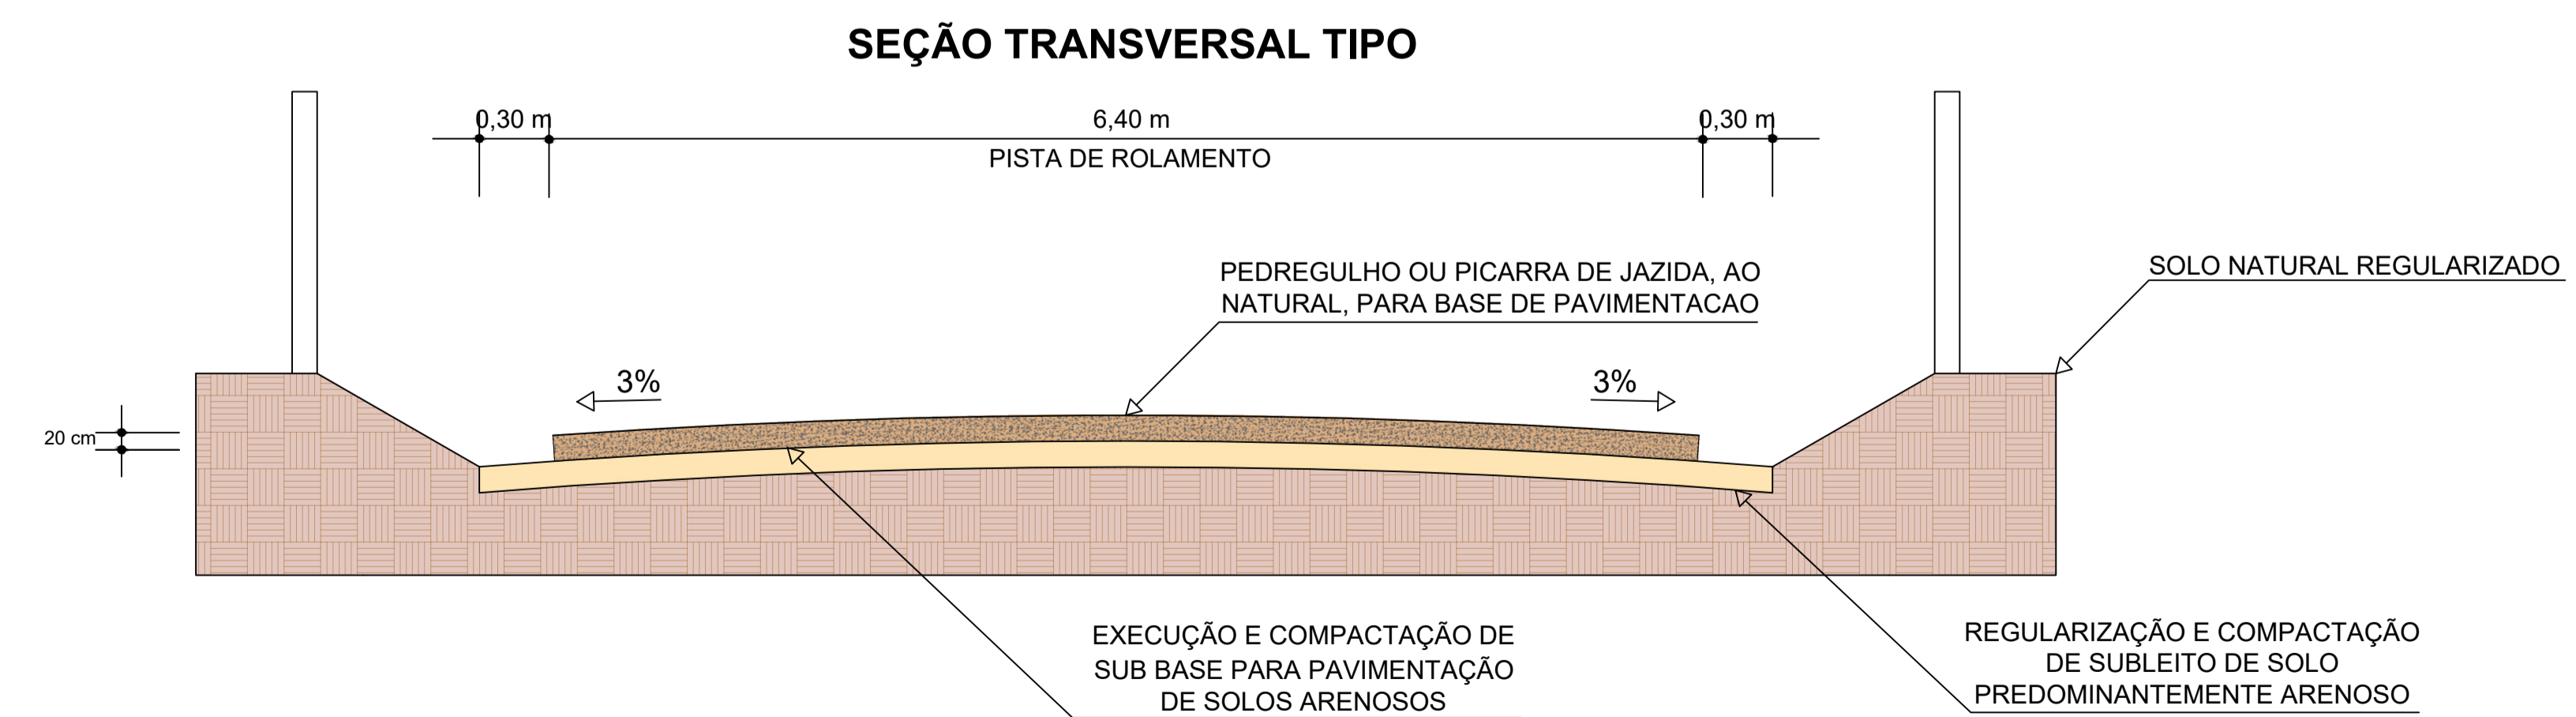 SEÇÃO TRANSVERSAL TIPO
0,30 m
6,40 m
0,30 m
PISTA DE ROLAMENTO
PEDREGULHO OU PICARRA DE JAZIDA, AO
NATURAL, PARA BASE DE PAVIMENTACAO
SOLO NATURAL REGULARIZADO
3%
3%
20 cm
EXECUÇÃO E COMPACTAÇÃO DE
SUB BASE PARA PAVIMENTAÇÃO
DE SOLOS ARENOSOS
REGULARIZAÇÃO E COMPACTAÇÃO
DE SUBLEITO DE SOLO
PREDOMINANTEMENTE ARENOSO